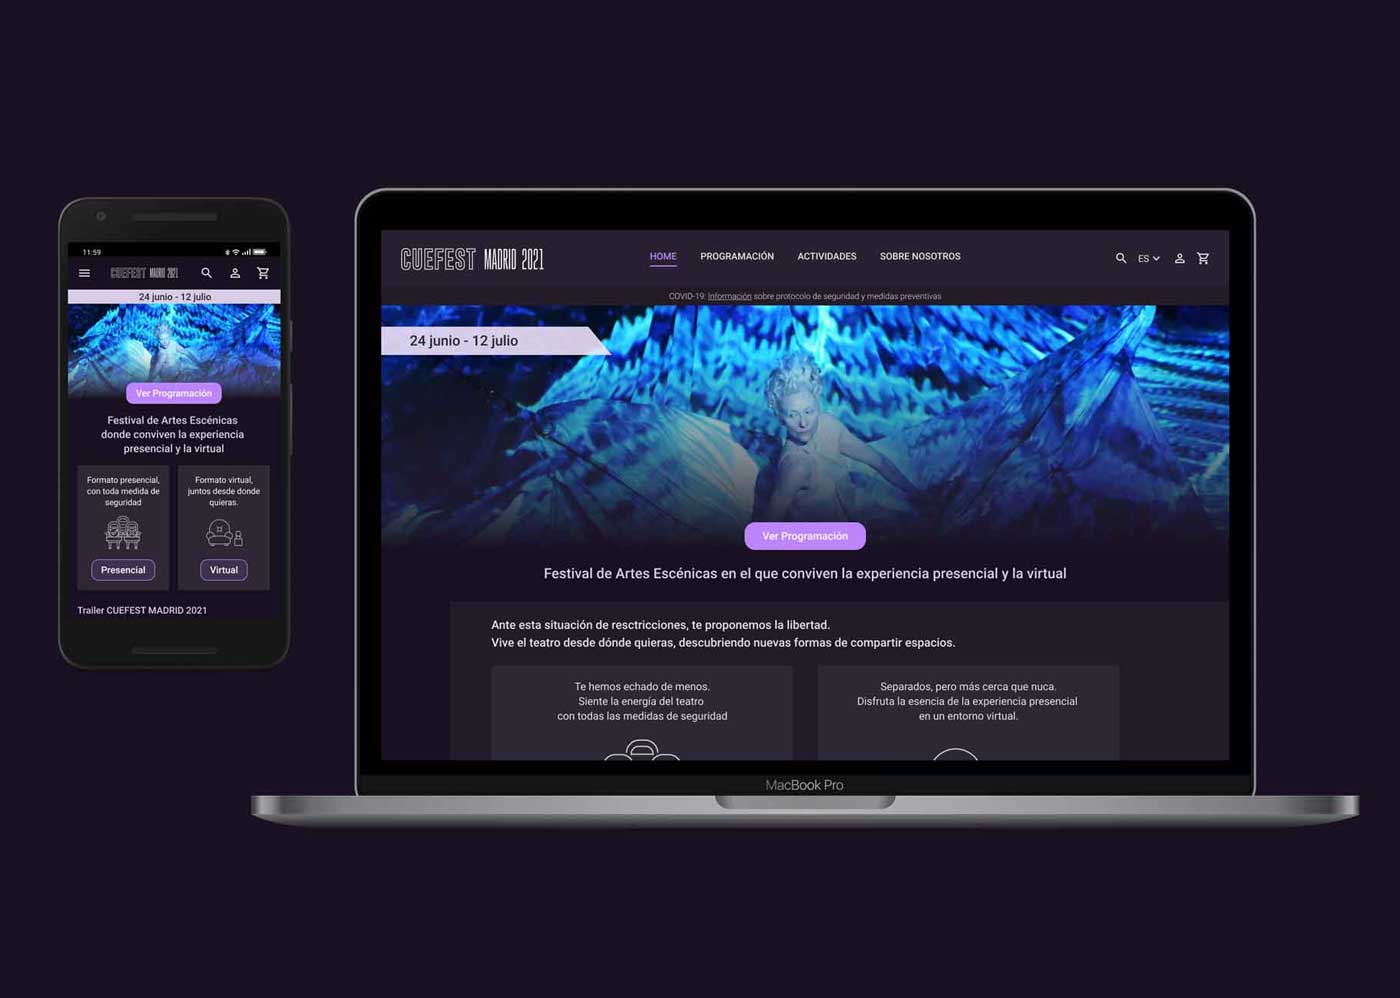 11:59
CUEFEST MADRID 2021
24 junio - 12 julio
Ver Programación
Festival de Artes Escénicas
donde conviven la experiencia
presencial y la virtual
Formato presencial,
con toda medida de
seguridad
Presencial
Formato virtual,
juntos desde donde
quieras.
Virtual
Trailer CUEFEST MADRID 2021
CUEFEST MADRID 2021
HOME PROGRAMACIÓN ACTIVIDADES SOBRE NOSOTROS
ES
COVID-19: Información sobre protocolo de seguridad y medidas preventivas
24 junio - 12 julio
Ver Programación
Festival de Artes Escénicas en el que conviven la experiencia presencial y la virtual
Ante esta situación de resctricciones, te proponemos la libertad.
Vive el teatro desde dónde quieras, descubriendo nuevas formas de compartir espacios.
Te hemos echado de menos.
Siente la energía del teatro
con todas las medidas de seguridad
Separados, pero más cerca que nunca.
Disfruta la esencia de la experiencia presencial
en un entorno virtual.
MacBook Pro